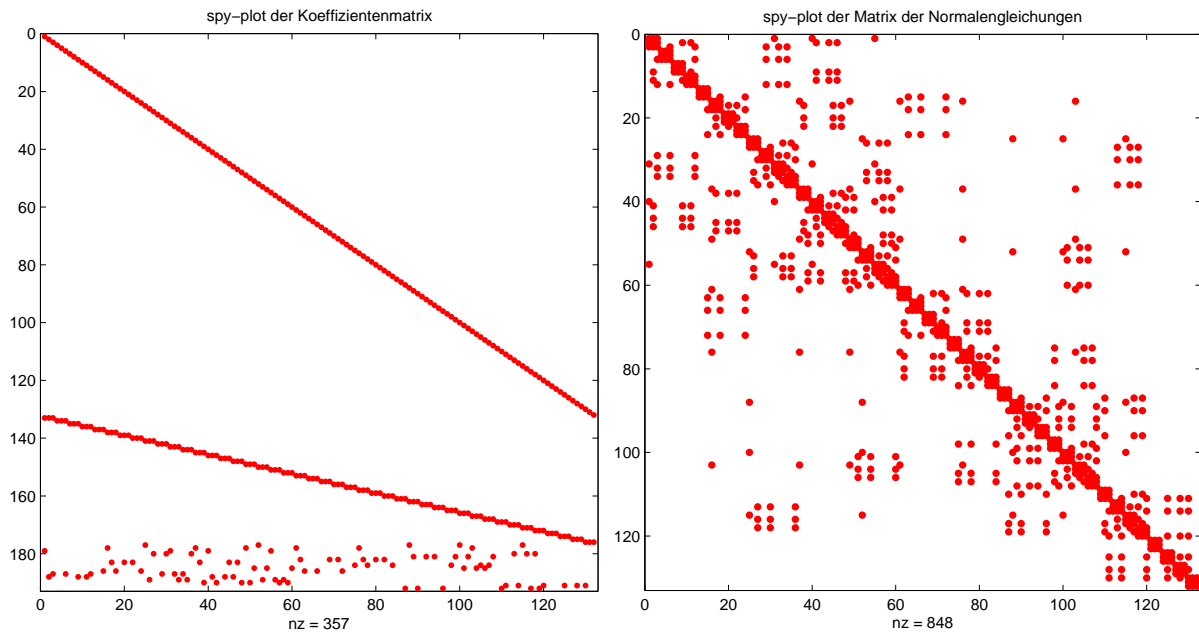 spy−plot der Koeffizientenmatrix
0
20
40
60
80
100
120
140
160
180
0 20 40 60 80 100 120
nz = 357
spy−plot der Matrix der Normalengleichungen
0
20
40
60
80
100
120
0 20 40 60 80 100 120
nz = 848